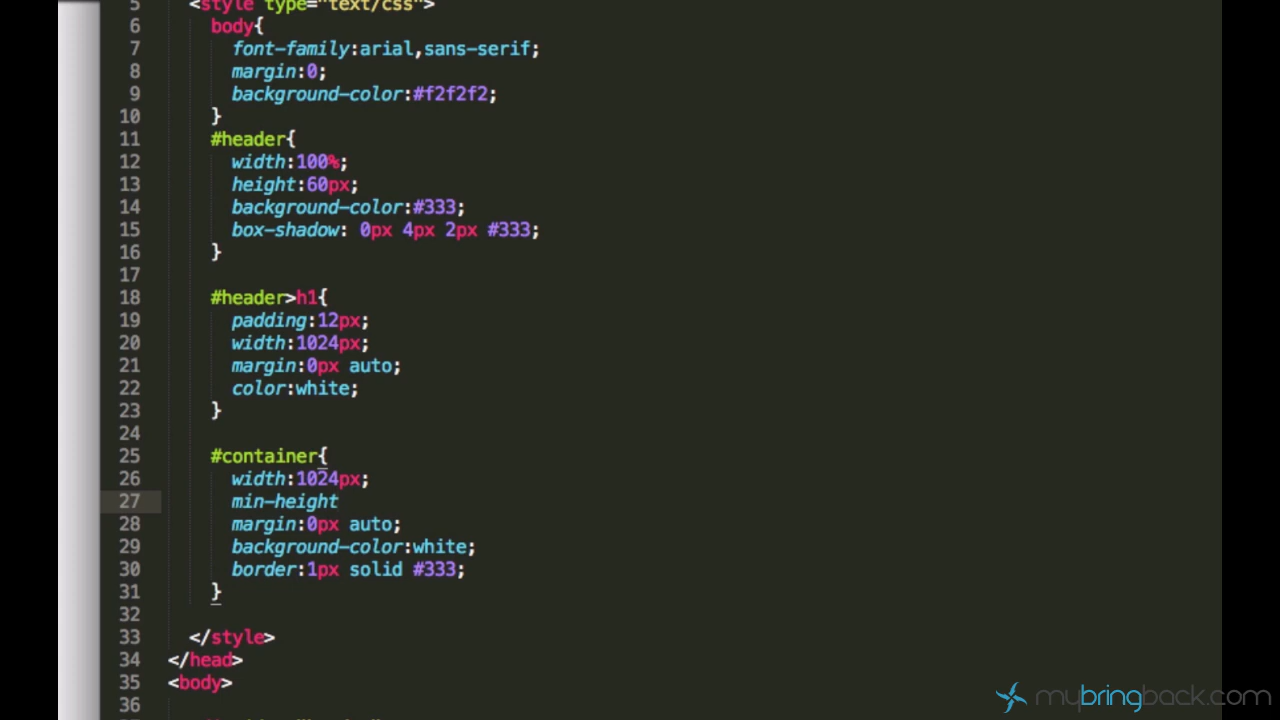 5 <style type="text/css">
6 body{
7 font-family:arial,sans-serif;
8 margin:0;
9 background-color:#f2f2f2;
10 }
11 #header{
12 width:100%;
13 height:60px;
14 background-color:#333;
15 box-shadow: 0px 4px 2px #333;
16 }
17
18 #header>h1{
19 padding:12px;
20 width:1024px;
21 margin:0px auto;
22 color:white;
23 }
24
25 #container{
26 width:1024px;
27 min-height
28 margin:0px auto;
29 background-color:white;
30 border:1px solid #333;
31 }
32
33 </style>
34 </head>
35 <body>
36
mybringback.com